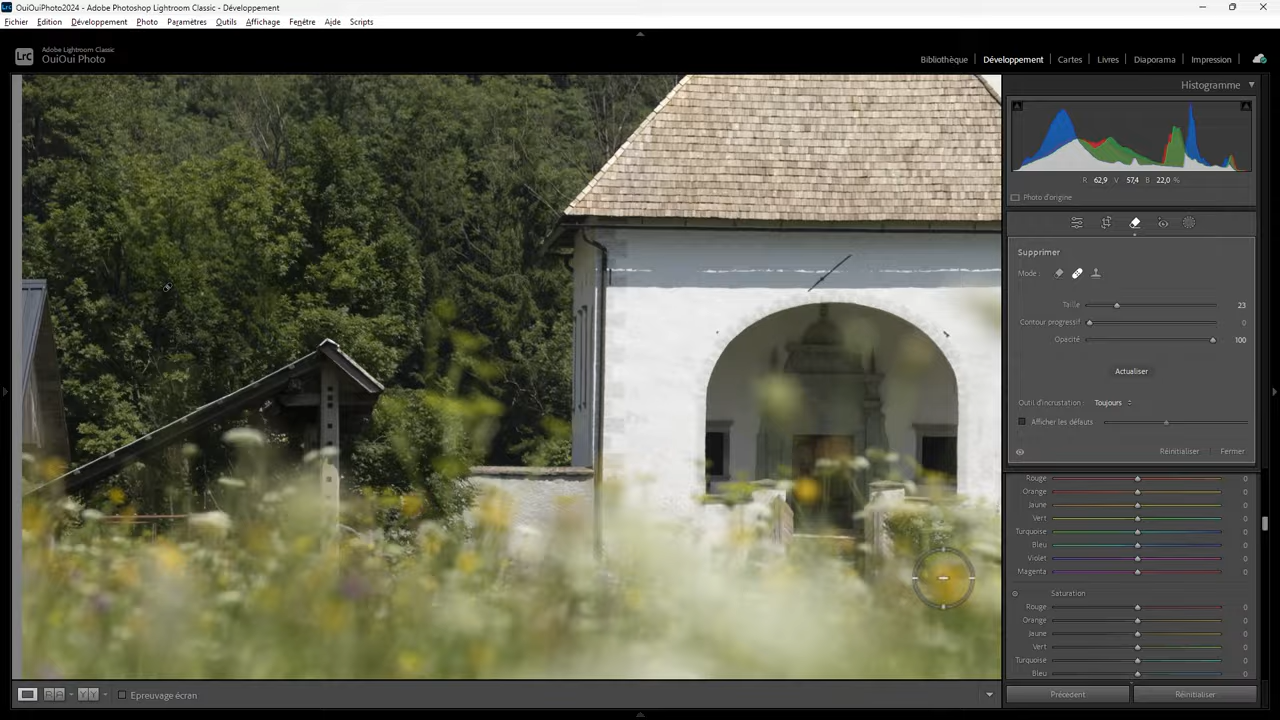 OuiOuiPhoto2024 - Adobe Photoshop Lightroom Classic - Développement
Fichier Edition Développement Photo Paramètres Outils Affichage Fenêtre Aide Scripts
Lrc
Adobe Lightroom Classic
OuiOui Photo
Bibliothèque Développement Cartes Livres Diaporama Impression
Histogramme
R 62,9 V 57,4 B 22,0 %
Photo d'origine
Supprimer
Mode :
Taille 23
Contour progressif 0
Opacité 100
Actualiser
Outil d'incrustation : Toujours
Afficher les défauts
Réinitialiser Fermer
Rouge 0
Orange 0
Jaune 0
Vert 0
Turquoise 0
Bleu 0
Violet 0
Magenta 0
Saturation
Rouge 0
Orange 0
Jaune 0
Vert 0
Turquoise 0
Bleu 0
R A Y Y Epreuvage écran
Précédent Réinitialiser